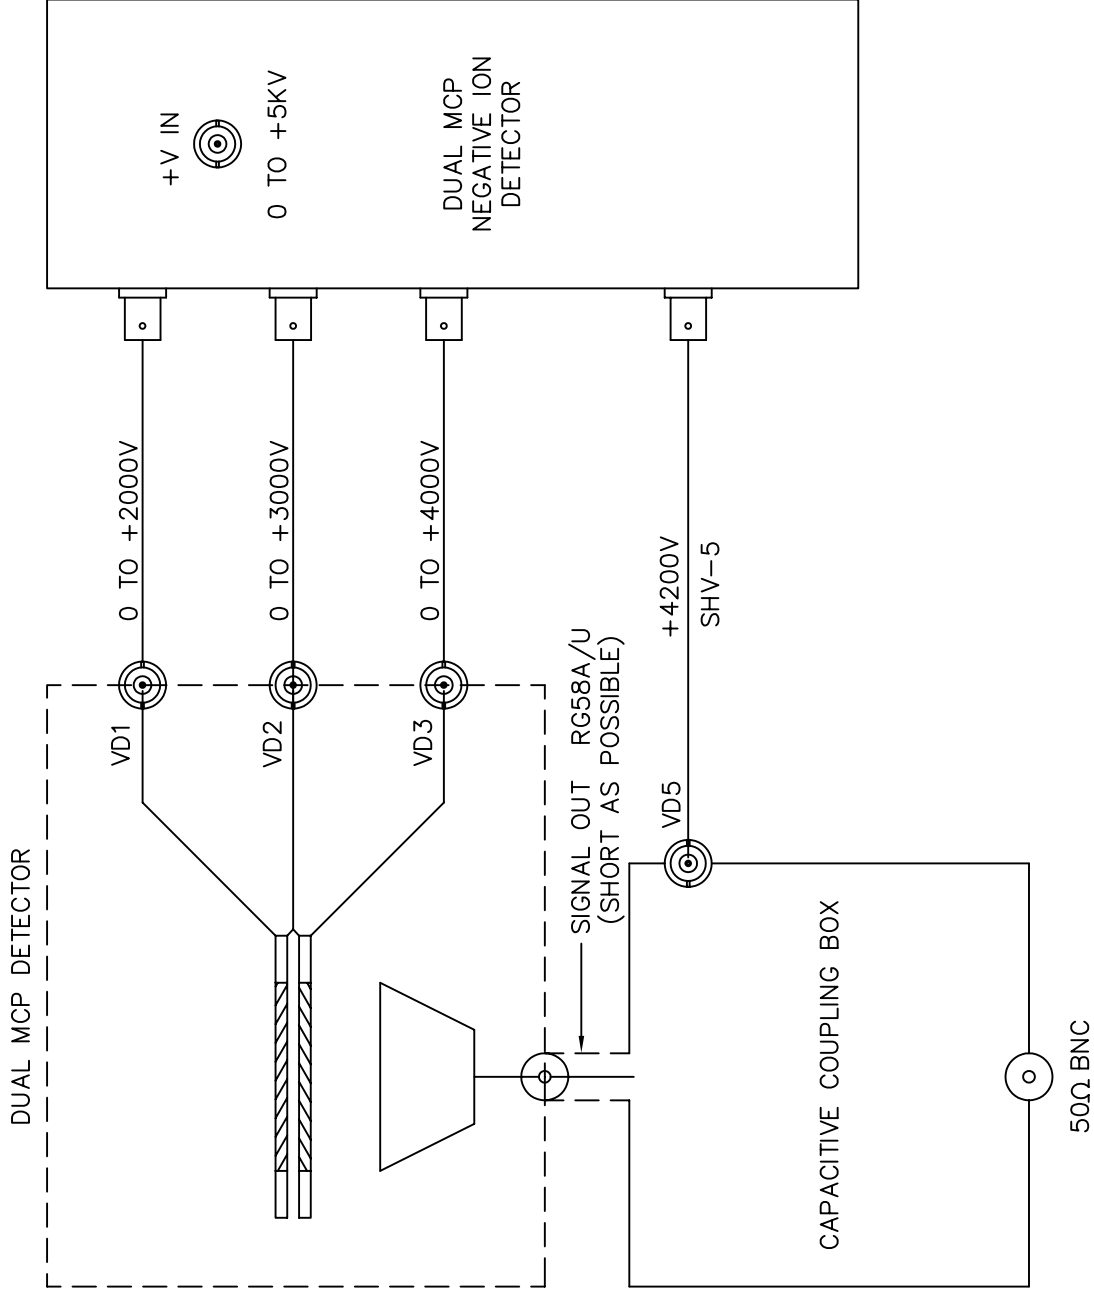 DUAL MCP DETECTOR
VD1
0 TO +2000V
+V IN
VD2
0 TO +3000V
0 TO +5KV
VD3
0 TO +4000V
DUAL MCP
NEGATIVE ION
DETECTOR
SIGNAL OUT RG58A/U
(SHORT AS POSSIBLE)
VD5
+4200V
SHV-5
CAPACITIVE COUPLING BOX
50Ω BNC